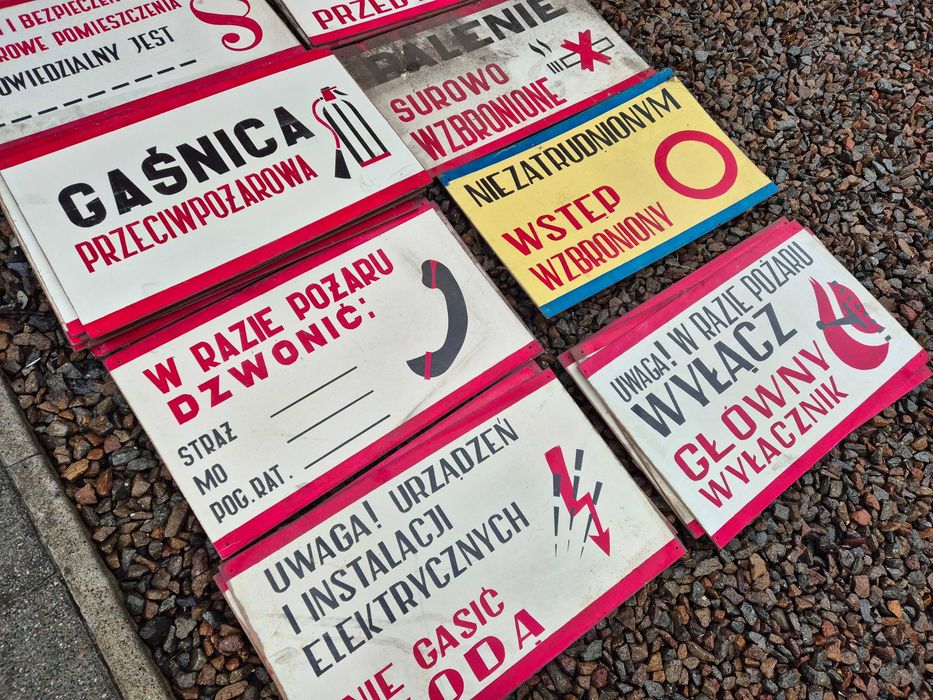 I BEZPIECZEŃ
ROWE POMIESZCZENIA
OWIEDZIALNY JEST
§
PRZED
PALENIE
SUROWO
WZBRONIONE
GAŚNICA
PRZECIWPOŻAROWA
NIEZATRUDNIONYM
WSTĘP
WZBRONIONY
W RAZIE POŻARU
DZWONIĆ:
STRAŻ
MO
POG.RAT.
UWAGA! W RAZIE POŻARU
WYŁĄCZ
GŁÓWNY
WYŁĄCZNIK
UWAGA! URZĄDZEŃ
I INSTALACJI
ELEKTRYCZNYCH
NIE GASIĆ
ODĄ